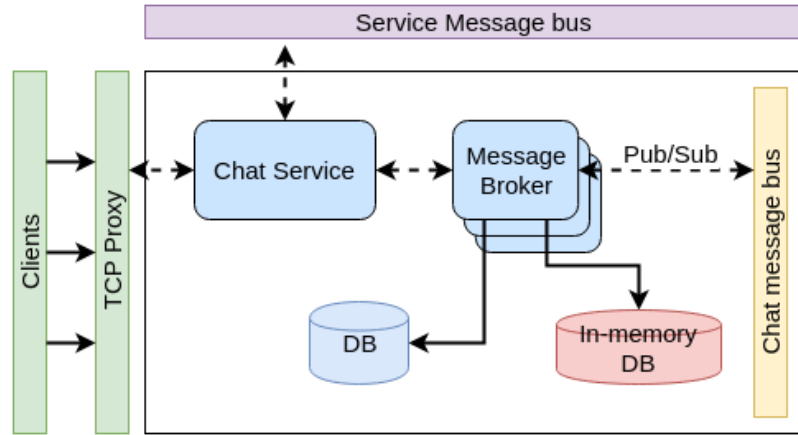 Service Message bus
Clients
TCP Proxy
Chat Service
Message
Broker
Pub/Sub
Chat message bus
DB
In-memory
DB